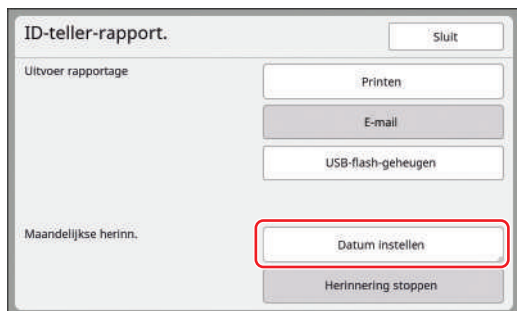 ID-teller-rapport.
Sluit
Uitvoer rapportage
Printen
E-mail
USB-flash-geheugen
Maandelijkse herinn.
Datum instellen
Herinnering stoppen